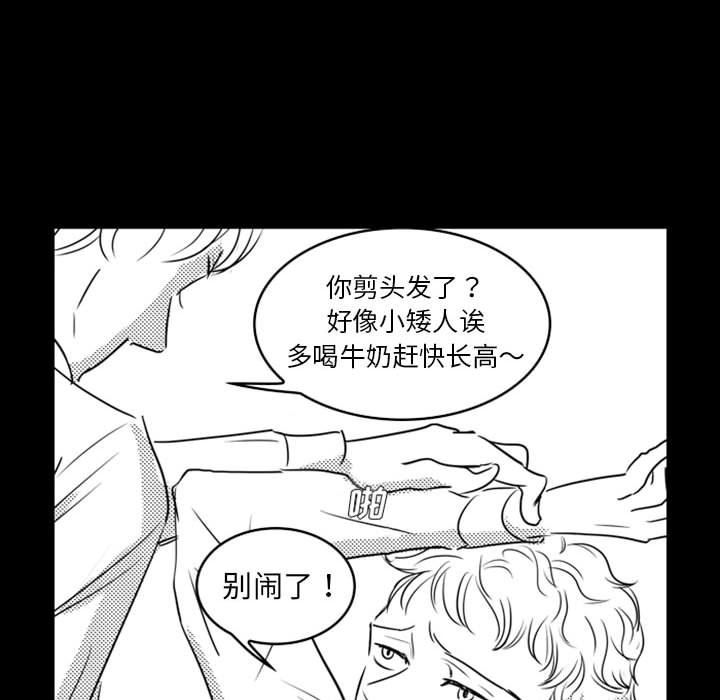 你剪头发了？
好像小矮人诶
多喝牛奶赶快长高～
啪
别闹了！